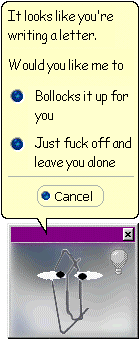 It looks like you're
writing a letter.
Would you like me to
Bollocks it up for
you
Just fuck off and
leave you alone
Cancel